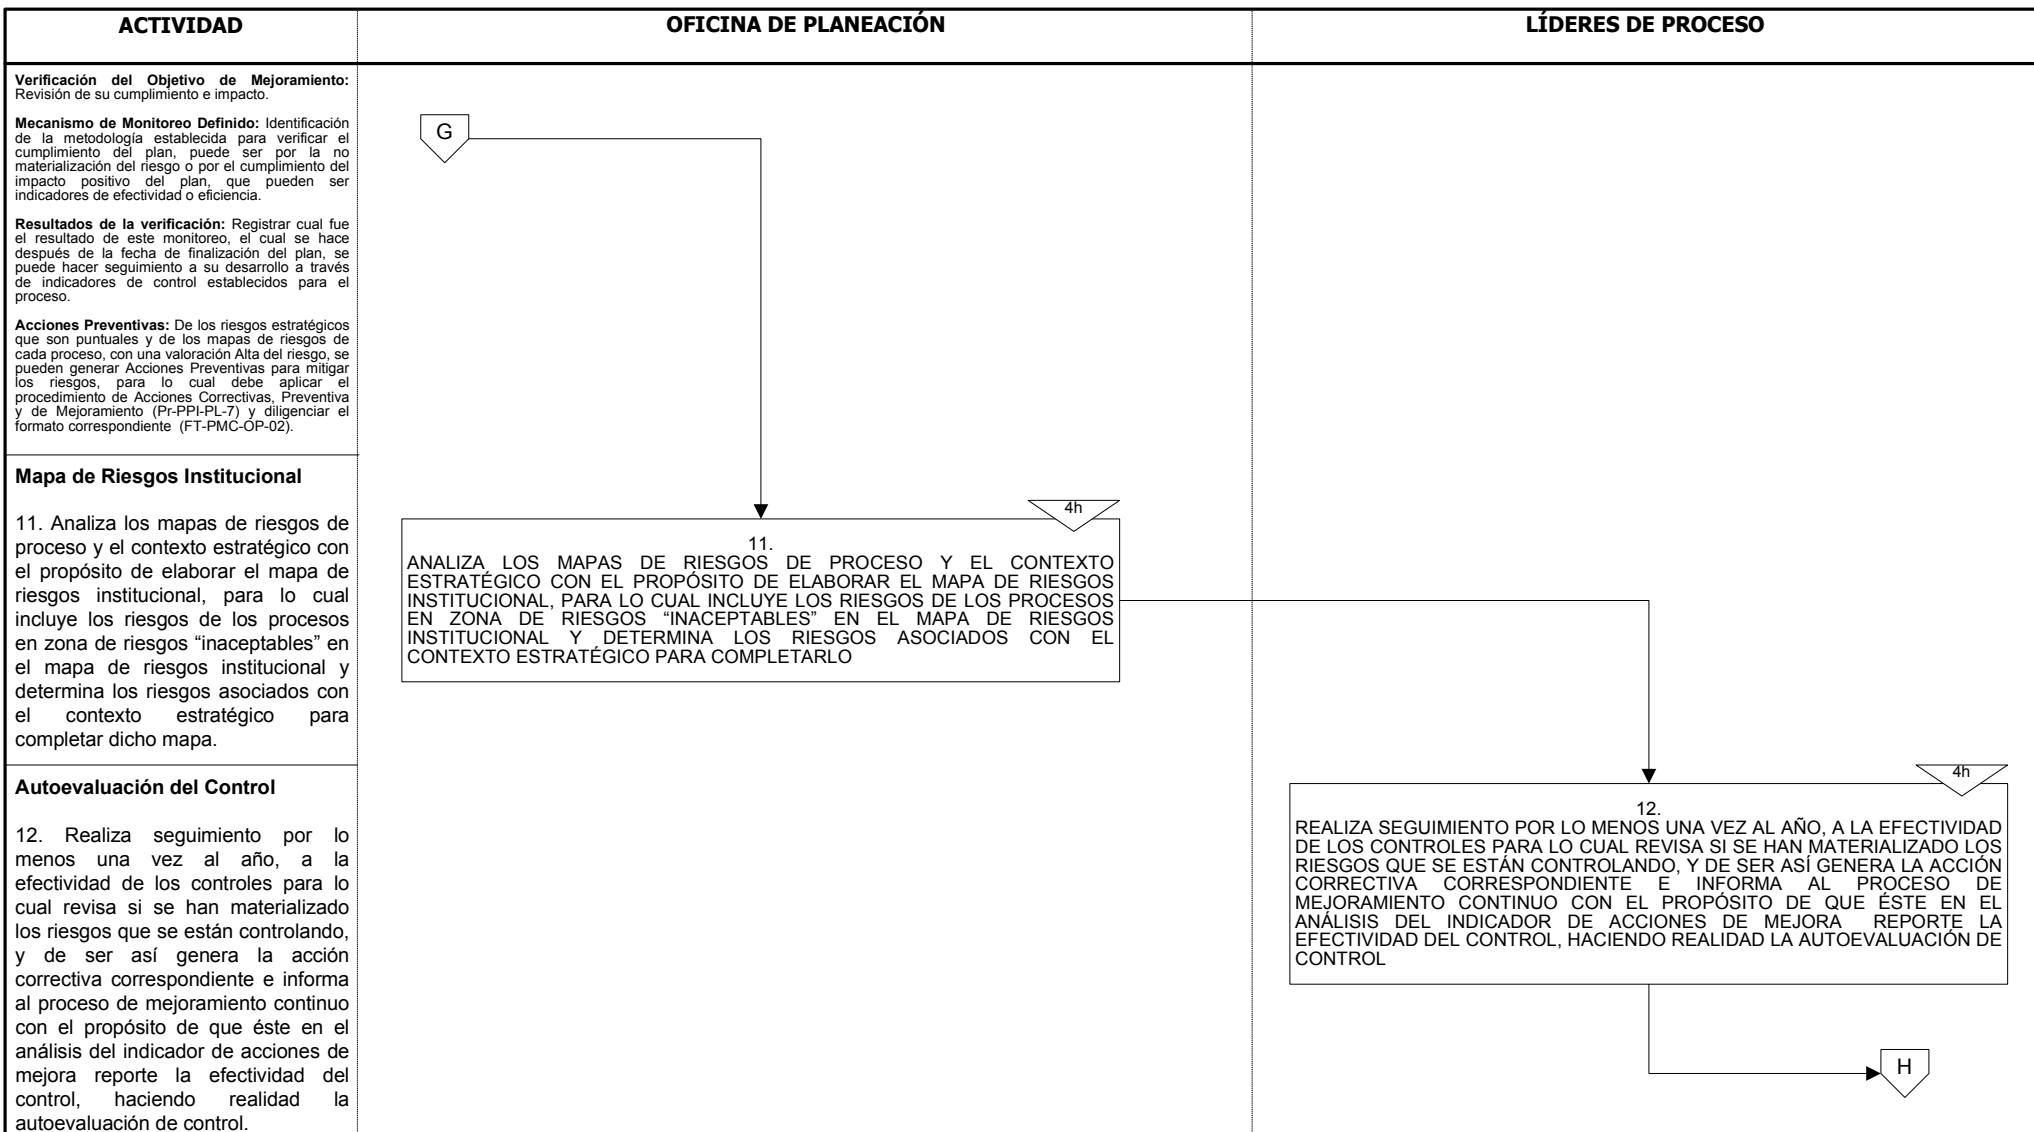 ACTIVIDAD
OFICINA DE PLANEACIÓN
LÍDERES DE PROCESO
Verificación del Objetivo de Mejoramiento:
Revisión de su cumplimiento e impacto.
Mecanismo de Monitoreo Definido: Identificación
de la metodología establecida para verificar el
cumplimiento del plan, puede ser por la no
materialización del riesgo o por el cumplimiento del
impacto positivo del plan, que pueden ser
indicadores de efectividad o eficiencia.
Resultados de la verificación: Registrar cual fue
el resultado de este monitoreo, el cual se hace
después de la fecha de finalización del plan, se
puede hacer seguimiento a su desarrollo a través
de indicadores de control establecidos para el
proceso.
Acciones Preventivas: De los riesgos estratégicos
que son puntuales y de los mapas de riesgos de
cada proceso, con una valoración Alta del riesgo, se
pueden generar Acciones Preventivas para mitigar
los riesgos, para lo cual debe aplicar el
procedimiento de Acciones Correctivas, Preventiva
y de Mejoramiento (Pr-PPI-PL-7) y diligenciar el
formato correspondiente (FT-PMC-OP-02).
G
Mapa de Riesgos Institucional
11. Analiza los mapas de riesgos de
proceso y el contexto estratégico con
el propósito de elaborar el mapa de
riesgos institucional, para lo cual
incluye los riesgos de los procesos
en zona de riesgos “inaceptables” en
el mapa de riesgos institucional y
determina los riesgos asociados con
el contexto estratégico para
completar dicho mapa.
4h
11.
ANALIZA LOS MAPAS DE RIESGOS DE PROCESO Y EL CONTEXTO
ESTRATÉGICO CON EL PROPÓSITO DE ELABORAR EL MAPA DE RIESGOS
INSTITUCIONAL, PARA LO CUAL INCLUYE LOS RIESGOS DE LOS PROCESOS
EN ZONA DE RIESGOS “INACEPTABLES” EN EL MAPA DE RIESGOS
INSTITUCIONAL Y DETERMINA LOS RIESGOS ASOCIADOS CON EL
CONTEXTO ESTRATÉGICO PARA COMPLETARLO
Autoevaluación del Control
12. Realiza seguimiento por lo
menos una vez al año, a la
efectividad de los controles para lo
cual revisa si se han materializado
los riesgos que se están controlando,
y de ser así genera la acción
correctiva correspondiente e informa
al proceso de mejoramiento continuo
con el propósito de que éste en el
análisis del indicador de acciones de
mejora reporte la efectividad del
control, haciendo realidad la
autoevaluación de control.
4h
12.
REALIZA SEGUIMIENTO POR LO MENOS UNA VEZ AL AÑO, A LA EFECTIVIDAD
DE LOS CONTROLES PARA LO CUAL REVISA SI SE HAN MATERIALIZADO LOS
RIESGOS QUE SE ESTÁN CONTROLANDO, Y DE SER ASÍ GENERA LA ACCIÓN
CORRECTIVA CORRESPONDIENTE E INFORMA AL PROCESO DE
MEJORAMIENTO CONTINUO CON EL PROPÓSITO DE QUE ÉSTE EN EL
ANÁLISIS DEL INDICADOR DE ACCIONES DE MEJORA REPORTE LA
EFECTIVIDAD DEL CONTROL, HACIENDO REALIDAD LA AUTOEVALUACIÓN DE
CONTROL
H